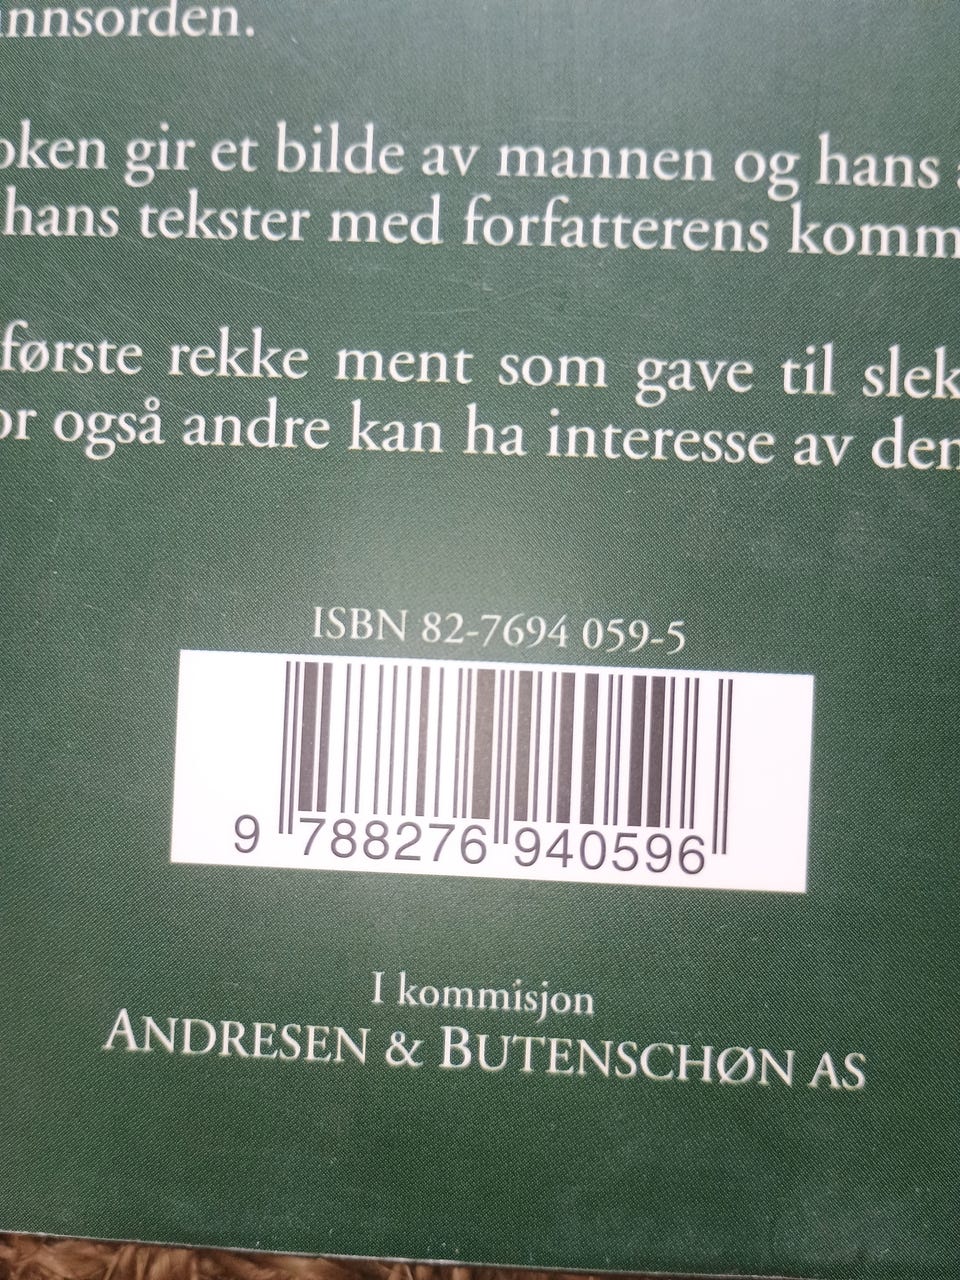 nnsorden.
oken gir et bilde av mannen og hans
hans tekster med forfatterens komm
første rekke ment som gave til slek
or også andre kan ha interesse av den
ISBN 82-7694 059-5
9 788276 940596
I kommisjon
ANDRESEN & BUTENSCHØN AS